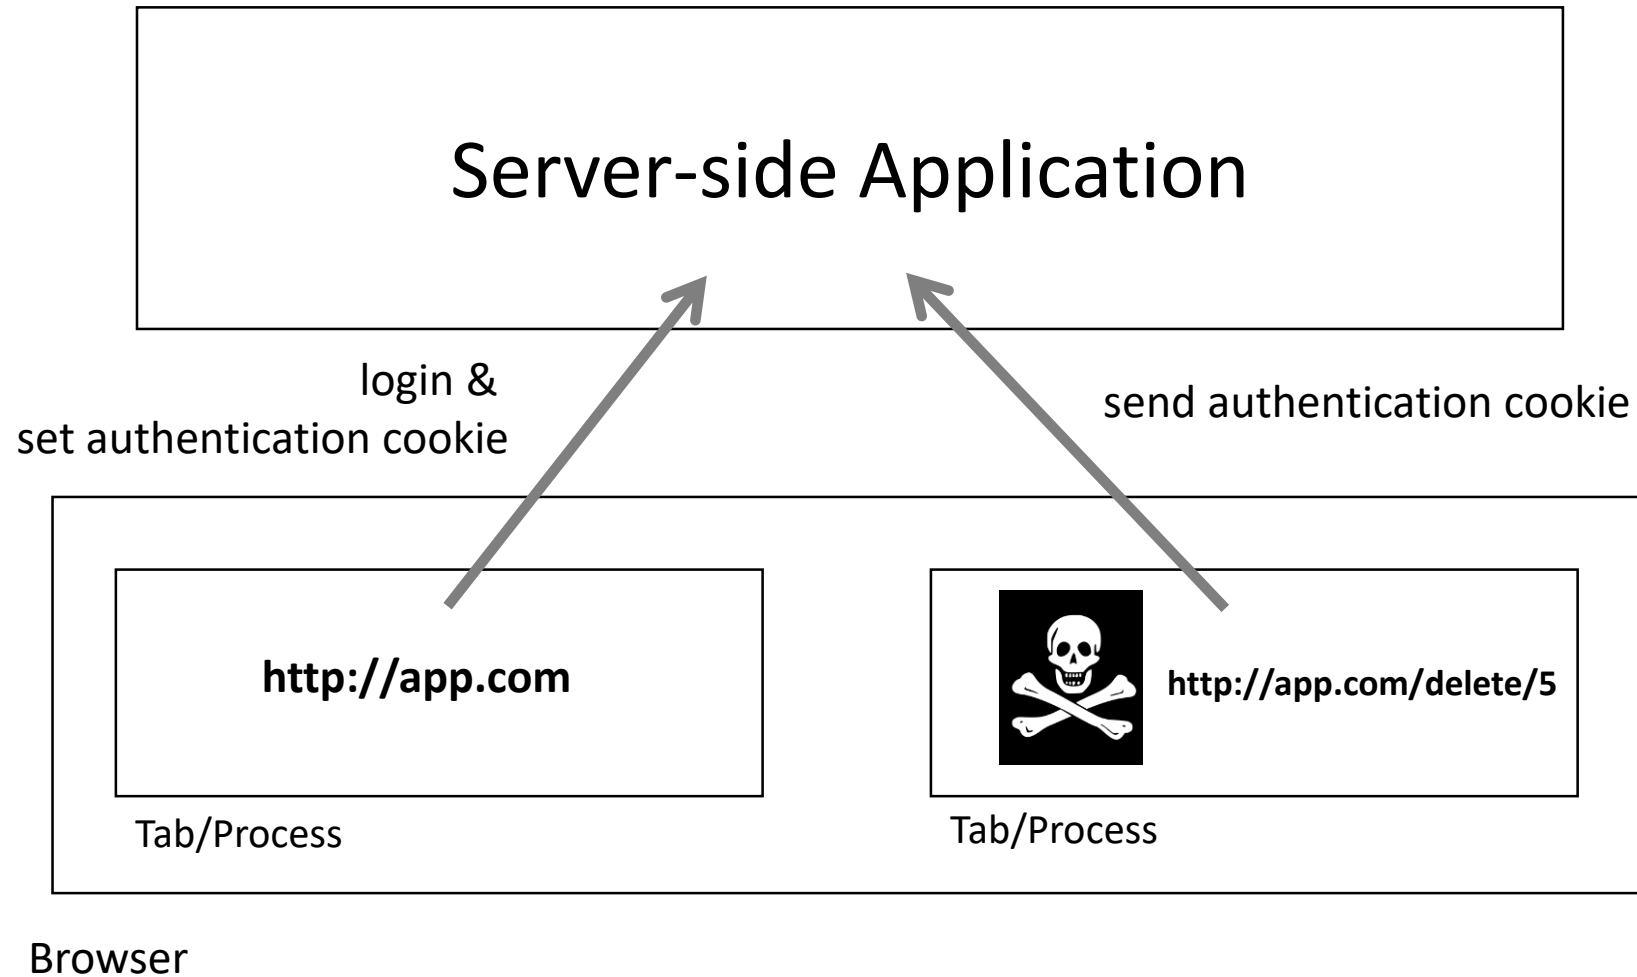 Server-side Application
login &
set authentication cookie
send authentication cookie
http://app.com
http://app.com/delete/5
Tab/Process
Tab/Process
Browser